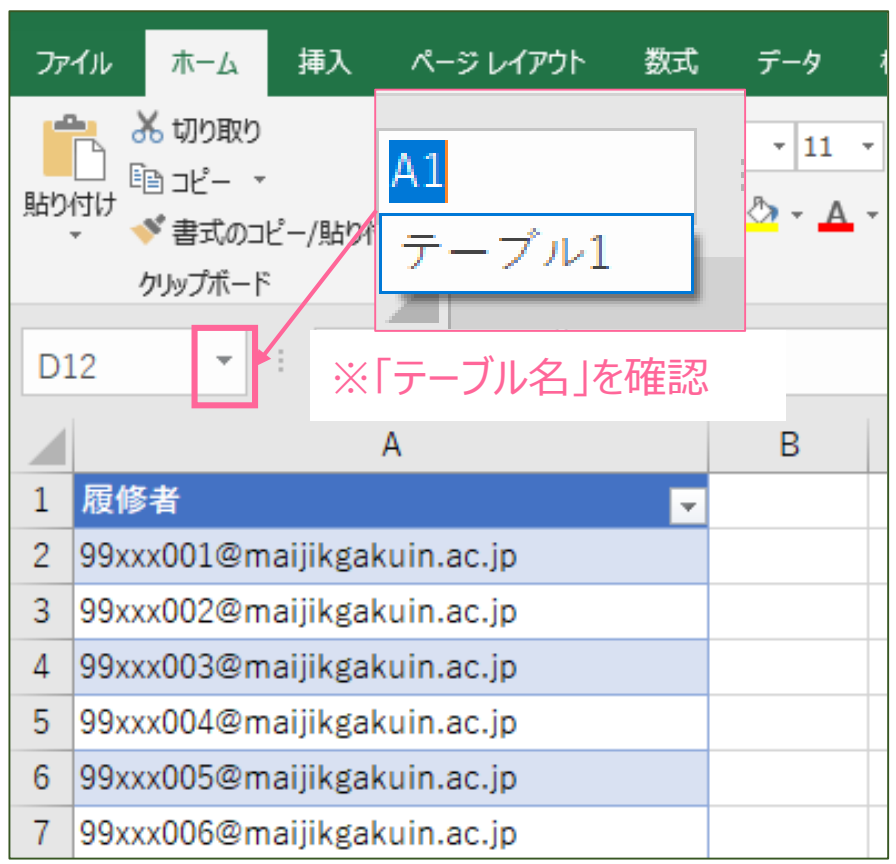 ファイル ホーム 挿入 ページ レイアウト 数式 データ
切り取り
コピー
貼り付け
書式のコピー/貼り付
クリップボード
11
A
A1
テーブル1
D12
※「テーブル名」を確認
A B
1 履修者
2 99xxx001@maijikgakuin.ac.jp
3 99xxx002@maijikgakuin.ac.jp
4 99xxx003@maijikgakuin.ac.jp
5 99xxx004@maijikgakuin.ac.jp
6 99xxx005@maijikgakuin.ac.jp
7 99xxx006@maijikgakuin.ac.jp